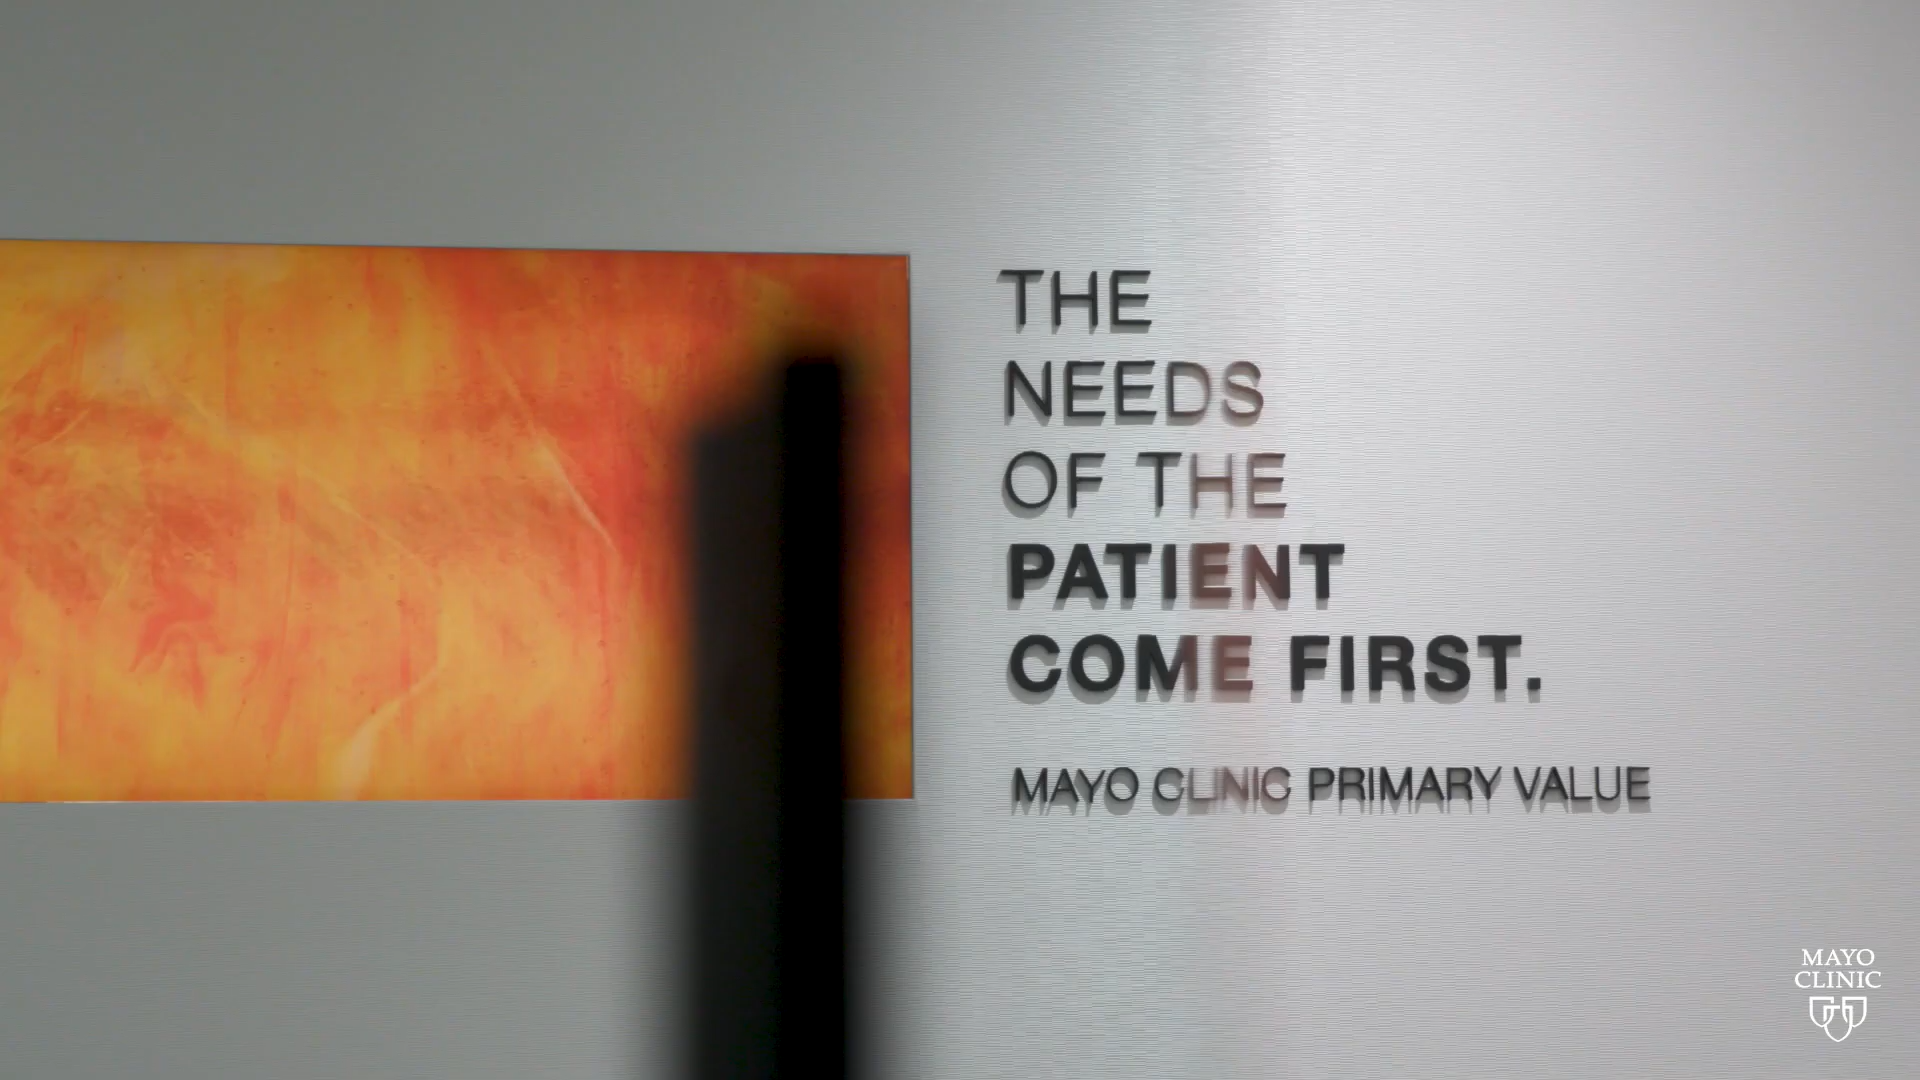 THE
NEEDS
OF THE
PATIENT
COME FIRST.
MAYO CLINIC PRIMARY VALUE
MAYO
CLINIC